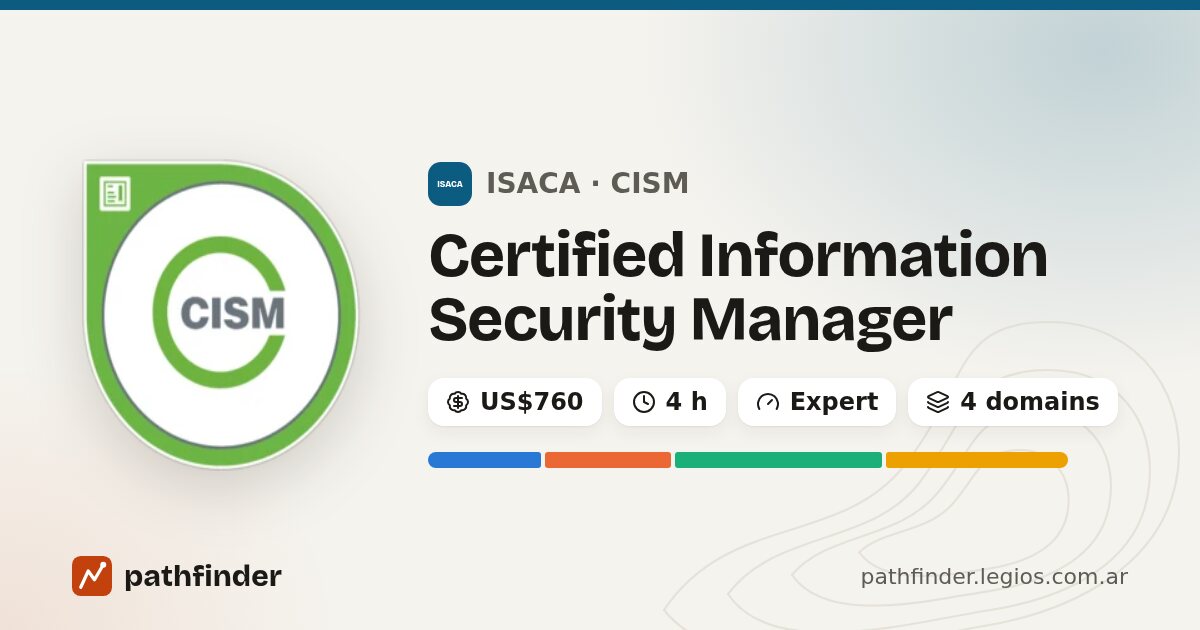 CISM
ISACA
ISACA · CISM
Certified Information
Security Manager
US$760
4 h
Expert
4 domains
pathfinder
pathfinder.legios.com.ar